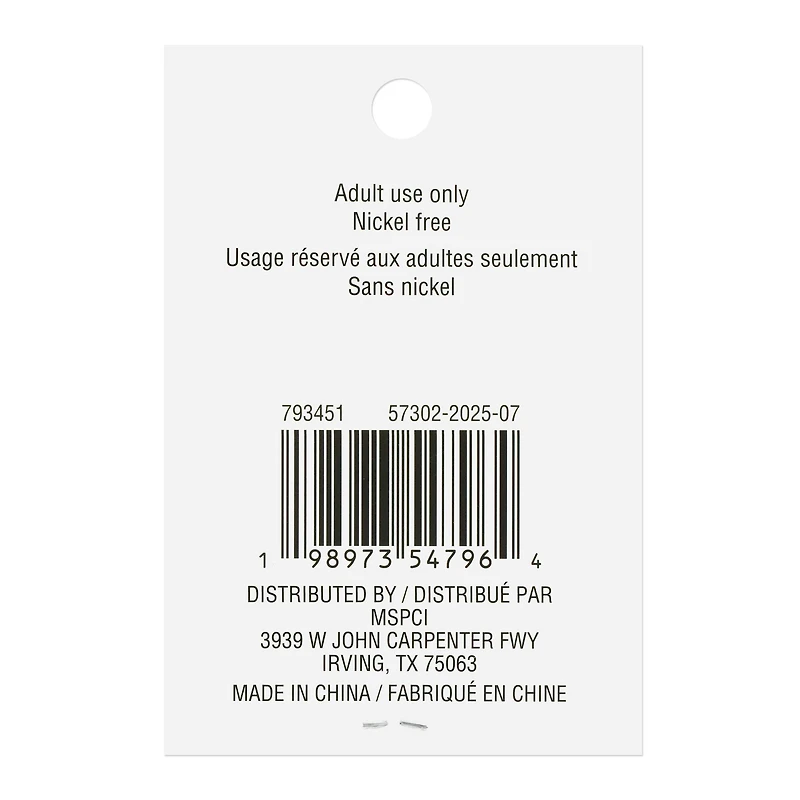 Adult use only
Nickel free
Usage réservé aux adultes seulement
Sans nickel
793451 57302-2025-07
1 98973 54796 4
DISTRIBUTED BY / DISTRIBUÉ PAR
MSPCI
3939 W JOHN CARPENTER FWY
IRVING, TX 75063
MADE IN CHINA / FABRIQUÉ EN CHINE